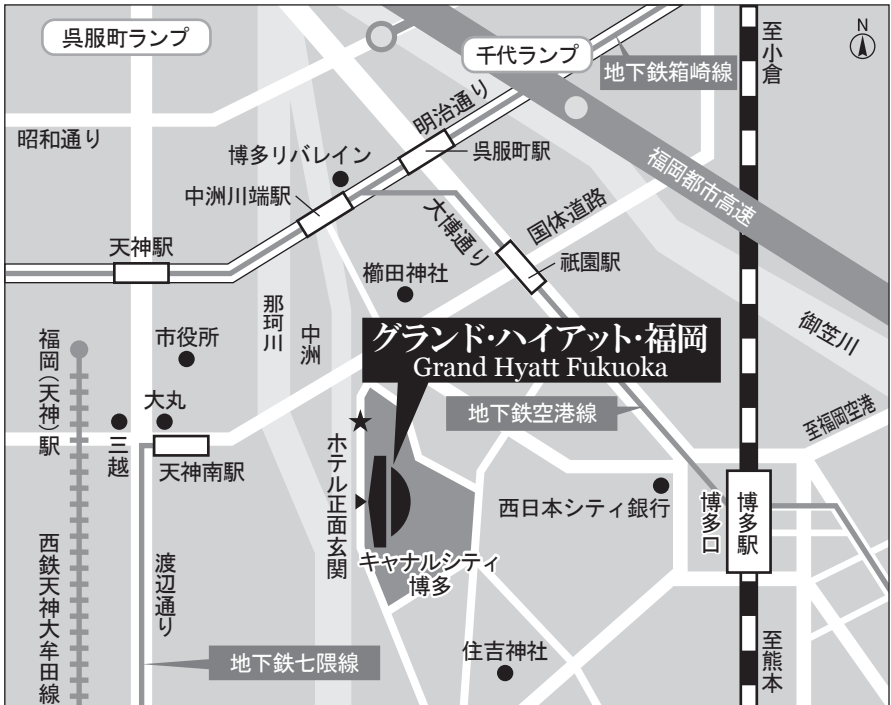 呉服町ランプ
千代ランプ
地下鉄箱崎線
至小倉
N
昭和通り
明治通り
博多リバレイン
呉服町駅
福岡都市高速
中洲川端駅
大博通り
国体道路
天神駅
櫛田神社
祇園駅
那珂川
中洲
御笠川
福岡(天神)駅
市役所
グランド・ハイアット・福岡
Grand Hyatt Fukuoka
大丸
地下鉄空港線
至福岡空港
三越
天神南駅
ホテル正面玄関
西日本シティ銀行
博多口
博多駅
西鉄天神大牟田線
渡辺通り
キャナルシティ
博多
地下鉄七隈線
住吉神社
至熊本